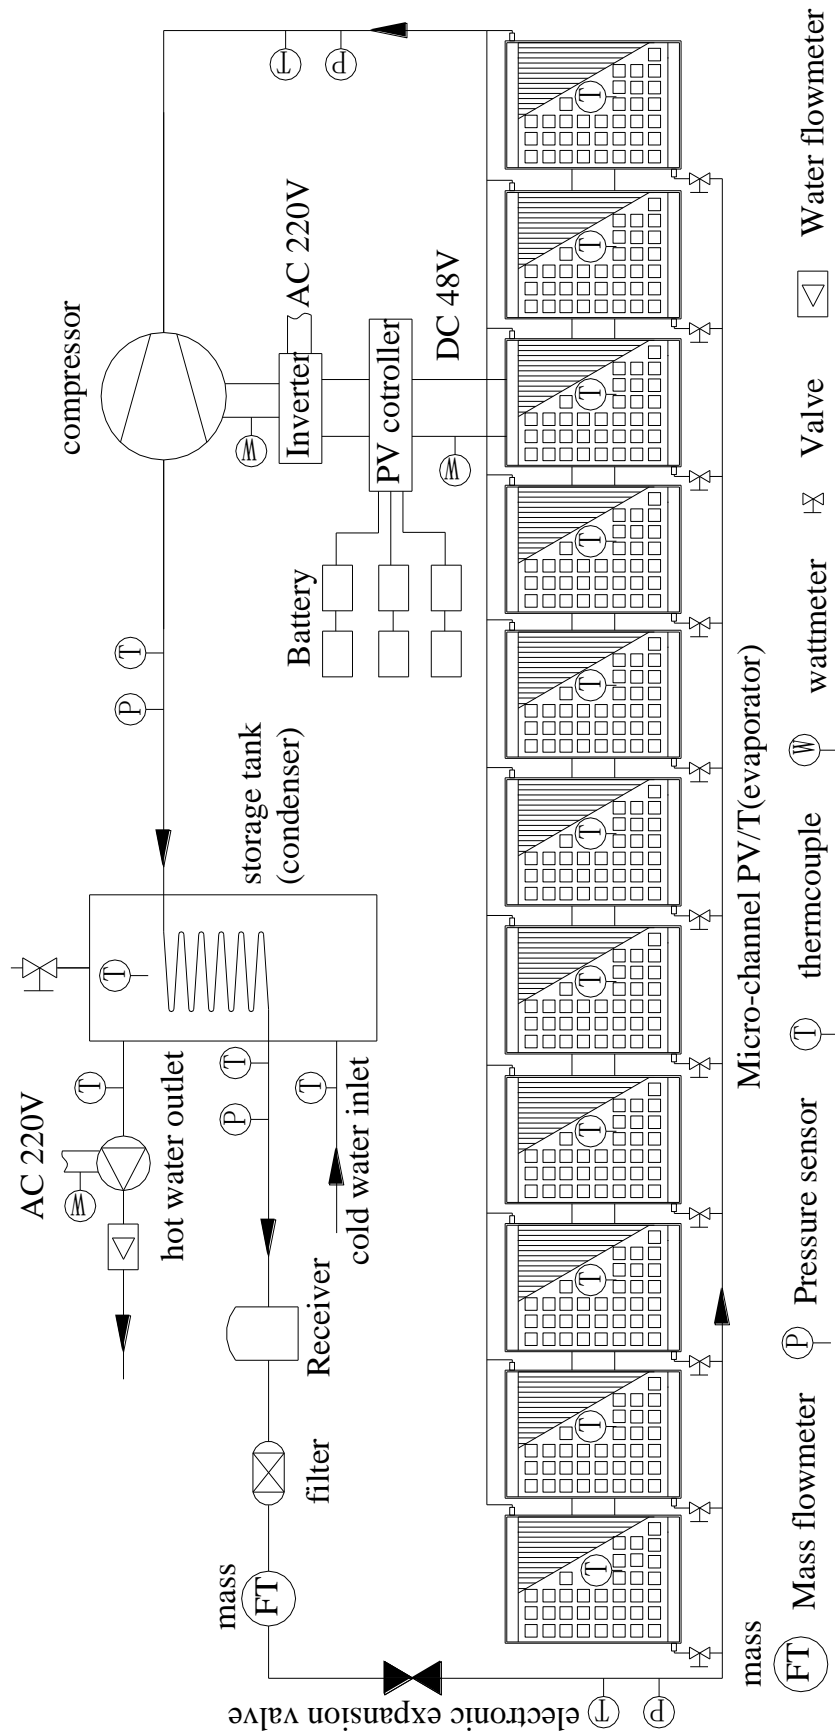 compressor
T
P
AC 220V
Inverter
W
PV cotroller
DC 48V
W
Battery
T
P
storage tank
(condenser)
T
AC 220V
W
T
hot water outlet
T
P
T
cold water inlet
Receiver
filter
mass
FT
electronic expansion valve
T
P
T
T
T
T
T
T
T
T
T
T
T
Micro-channel PV/T(evaporator)
mass
FT Mass flowmeter
P Pressure sensor
T thermcouple
W wattmeter
Valve
Water flowmeter